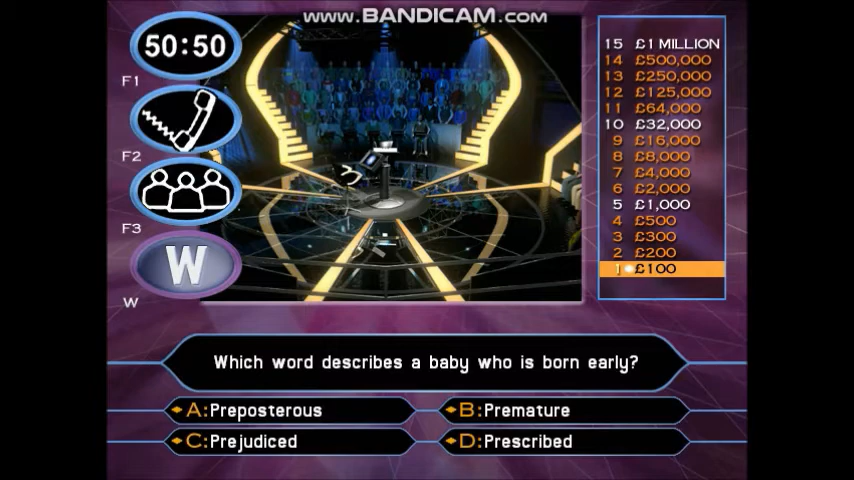 www.BANDICAM.com
50:50
F1
F2
F3
W
W
15 £1 MILLION
14 £500,000
13 £250,000
12 £125,000
11 £64,000
10 £32,000
9 £16,000
8 £8,000
7 £4,000
6 £2,000
5 £1,000
4 £500
3 £300
2 £200
1 £100
Which word describes a baby who is born early?
A:Preposterous
B:Premature
C:Prejudiced
D:Prescribed